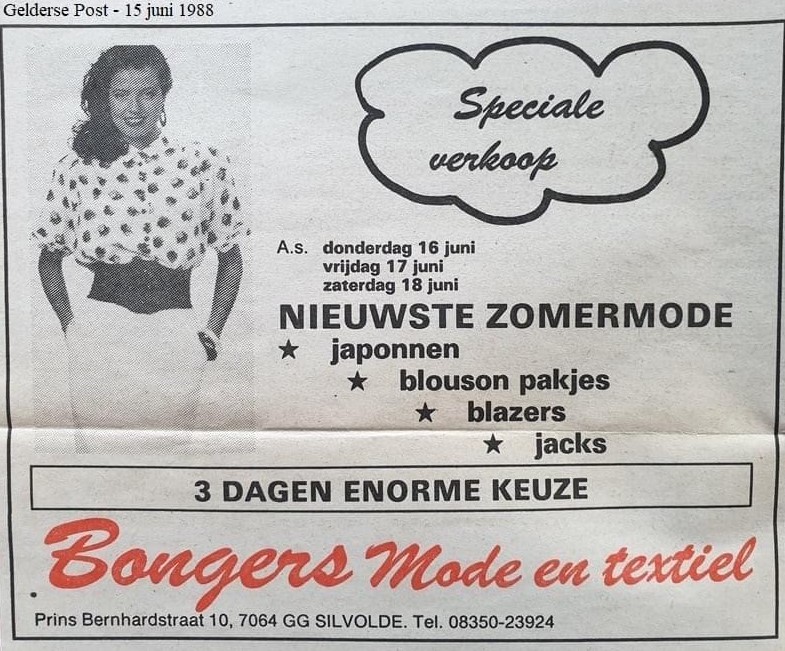 Gelderse Post - 15 juni 1988
Speciale
verkoop
A.s. donderdag 16 juni
vrijdag 17 juni
zaterdag 18 juni
NIEUWSTE ZOMERMODE
★ japonnen
★ blouson pakjes
★ blazers
★ jacks
3 DAGEN ENORME KEUZE
Bongers Mode en textiel
Prins Bernhardstraat 10, 7064 GG SILVOLDE. Tel. 08350-23924